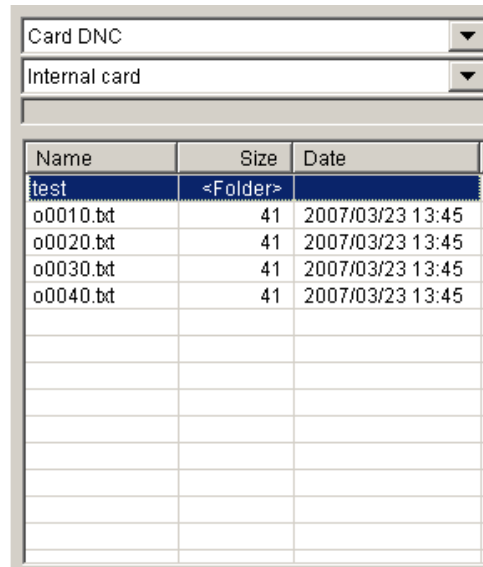 Card DNC
Internal card
Name Size Date
test <Folder>
o0010.txt 41 2007/03/23 13:45
o0020.txt 41 2007/03/23 13:45
o0030.txt 41 2007/03/23 13:45
o0040.txt 41 2007/03/23 13:45